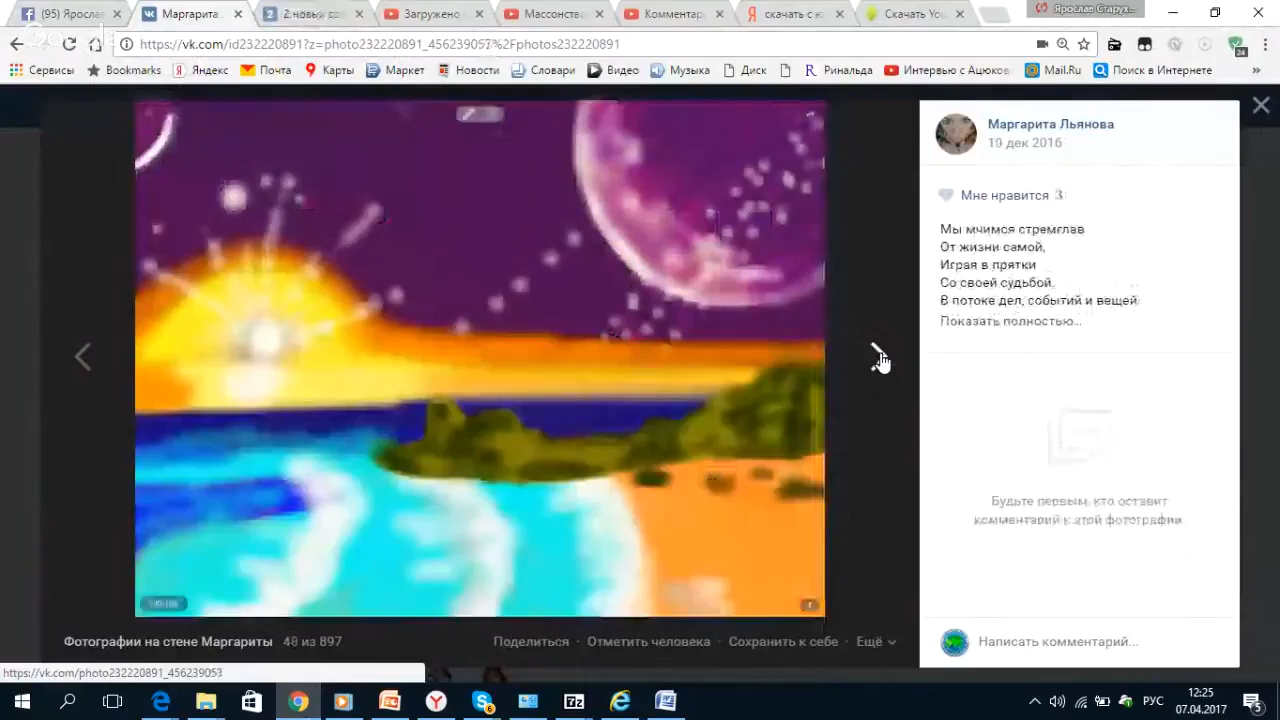 (95) Яросла
Маргарита
Загружено
Массонстве
Комментар
скачать с ю
Скачать You
Ярослав Старух...
https://vk.com/id232220891?z=photo232220891_456239057%2Fphotos232220891
Сервисы
Bookmarks
Яндекс
Почта
Карты
Маркет
Новости
Словари
Видео
Музыка
Диск
Ринальда
Интервью с Ацюков
Mail.Ru
Поиск в Интернете
»
Маргарита Льянова
19 дек 2016
Мне нравится 3
Мы мчимся стремглав
От жизни самой,
Играя в прятки
Со своей судьбой,
В потоке дел, событий и вещей
Показать полностью...
Будьте первым, кто оставит
комментарий к этой фотографии
Фотографии на стене Маргариты
из 897
Поделиться · Отметить человека · Сохранить к себе · Ещё
Написать комментарий...
https://vk.com/photo232220891_456239057
РУС
12:25
07.04.2017